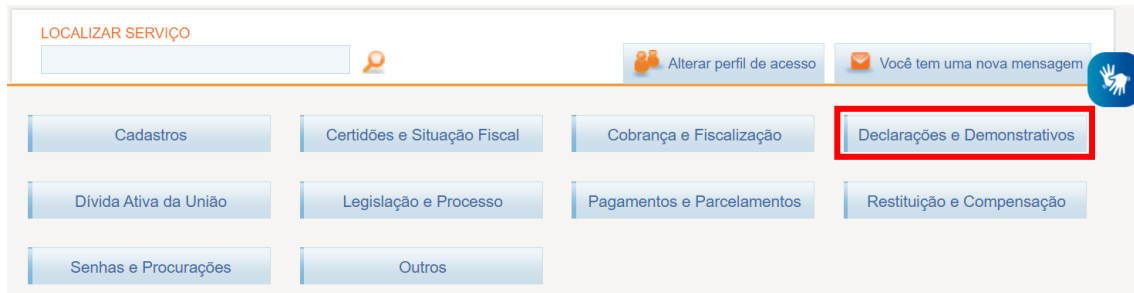 LOCALIZAR SERVIÇO
Alterar perfil de acesso
Você tem uma nova mensagem
Cadastros
Certidões e Situação Fiscal
Cobrança e Fiscalização
Declarações e Demonstrativos
Dívida Ativa da União
Legislação e Processo
Pagamentos e Parcelamentos
Restituição e Compensação
Senhas e Procurações
Outros